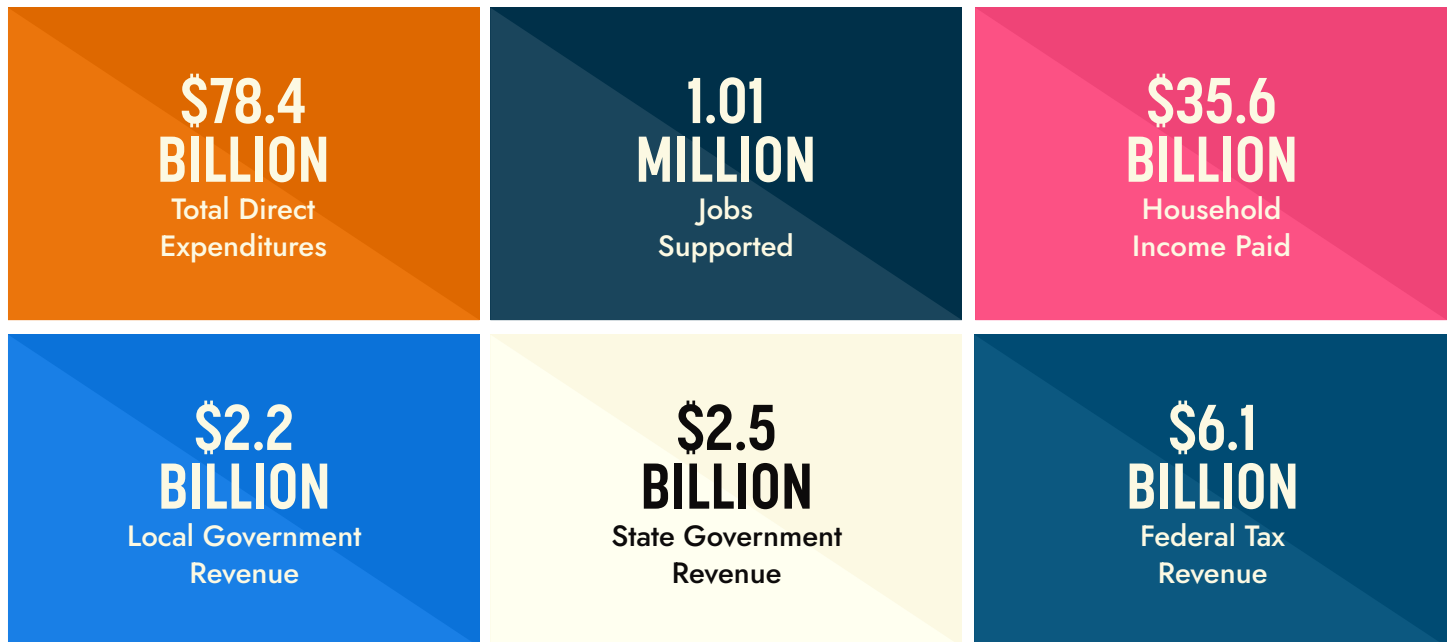 $78.4
BILLION
Total Direct
Expenditures
1.01
MILLION
Jobs
Supported
$35.6
BILLION
Household
Income Paid
$2.2
BILLION
Local Government
Revenue
$2.5
BILLION
State Government
Revenue
$6.1
BILLION
Federal Tax
Revenue